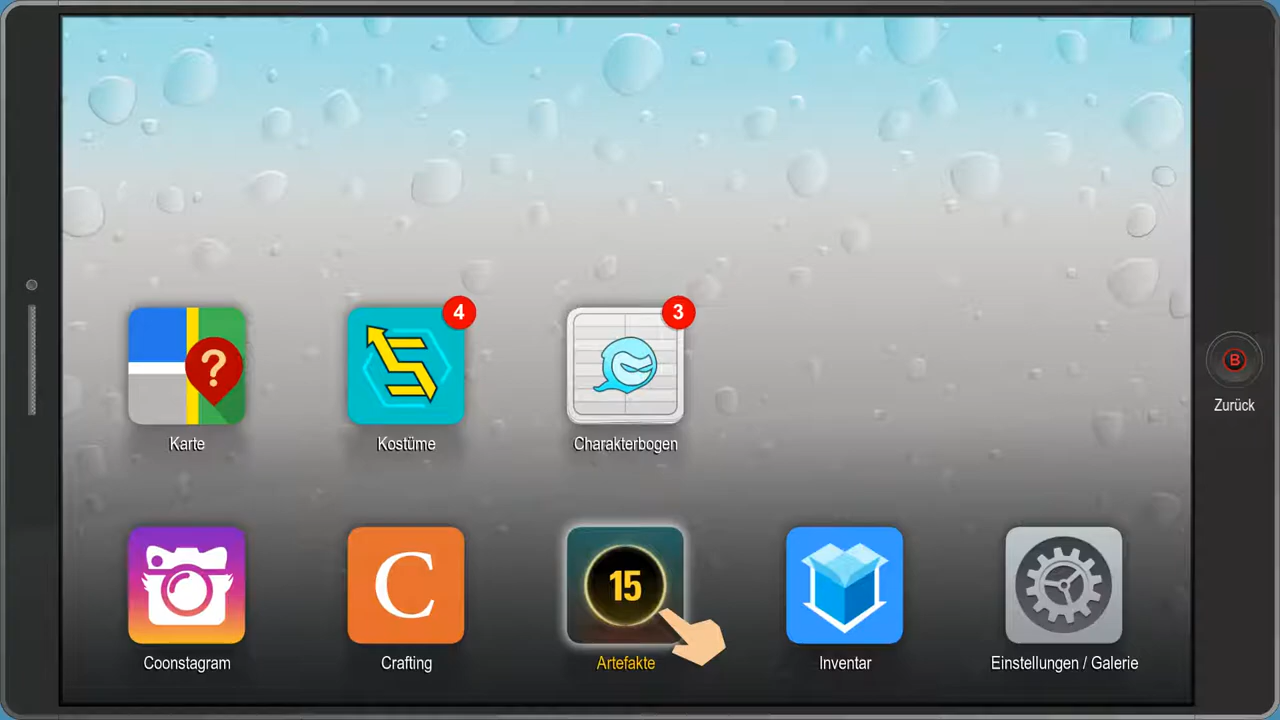 4
3
?
Karte
Kostüme
Charakterbogen
B
Zurück
C
15
Coonstagram
Crafting
Artefakte
Inventar
Einstellungen / Galerie